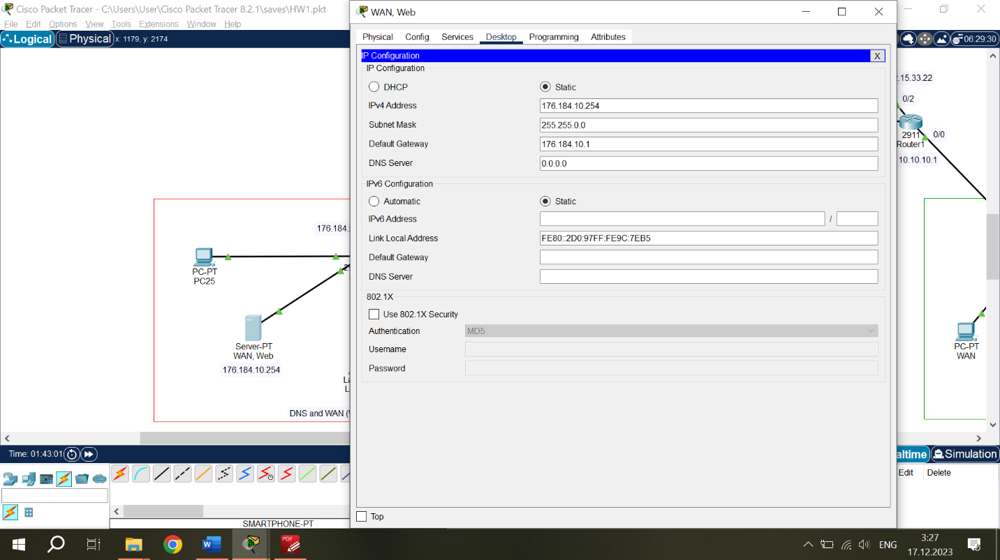 Cisco Packet Tracer - C:\Users\User\Cisco Packet Tracer 8.2.1\saves\HW1.pkt
File Edit Options View Tools Extensions Window Help
Logical Physical x: 1179, y: 2174
06:29:30
WAN, Web
Physical Config Services Desktop Programming Attributes
IP Configuration X
IP Configuration
DHCP Static
IPv4 Address 176.184.10.254
Subnet Mask 255.255.0.0
Default Gateway 176.184.10.1
DNS Server 0.0.0.0
IPv6 Configuration
Automatic Static
IPv6 Address /
Link Local Address FE80::2D0:97FF:FE9C:7EB5
Default Gateway
DNS Server
802.1X
Use 802.1X Security
Authentication MD5
Username
Password
Top
176.184.
PC-PT
PC25
Server-PT
WAN, Web
176.184.10.254
DNS and WAN
.15.33.22
0/2
2911
0/0
Router1
10.10.10.1
PC-PT
WAN
Time: 01:43:01
altime Simulation
Edit Delete
SMARTPHONE-PT
PDF
ENG
3:27
17.12.2023